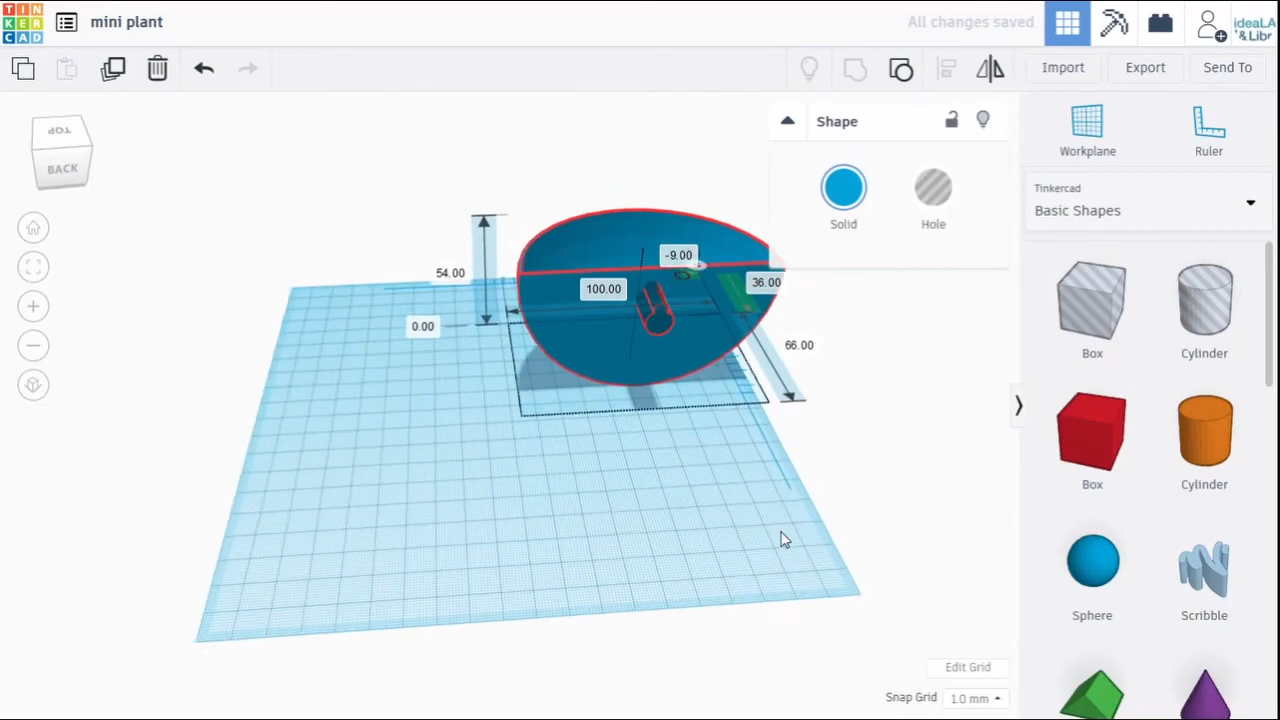 TIN
KER
CAD
mini plant
All changes saved
ideaLA
& Libr
Import
Export
Send To
TOP
BACK
Shape
Solid
Hole
Workplane
Ruler
Tinkercad
Basic Shapes
54.00
-9.00
100.00
36.00
0.00
66.00
Box
Cylinder
Box
Cylinder
Sphere
Scribble
Edit Grid
Snap Grid
1.0 mm